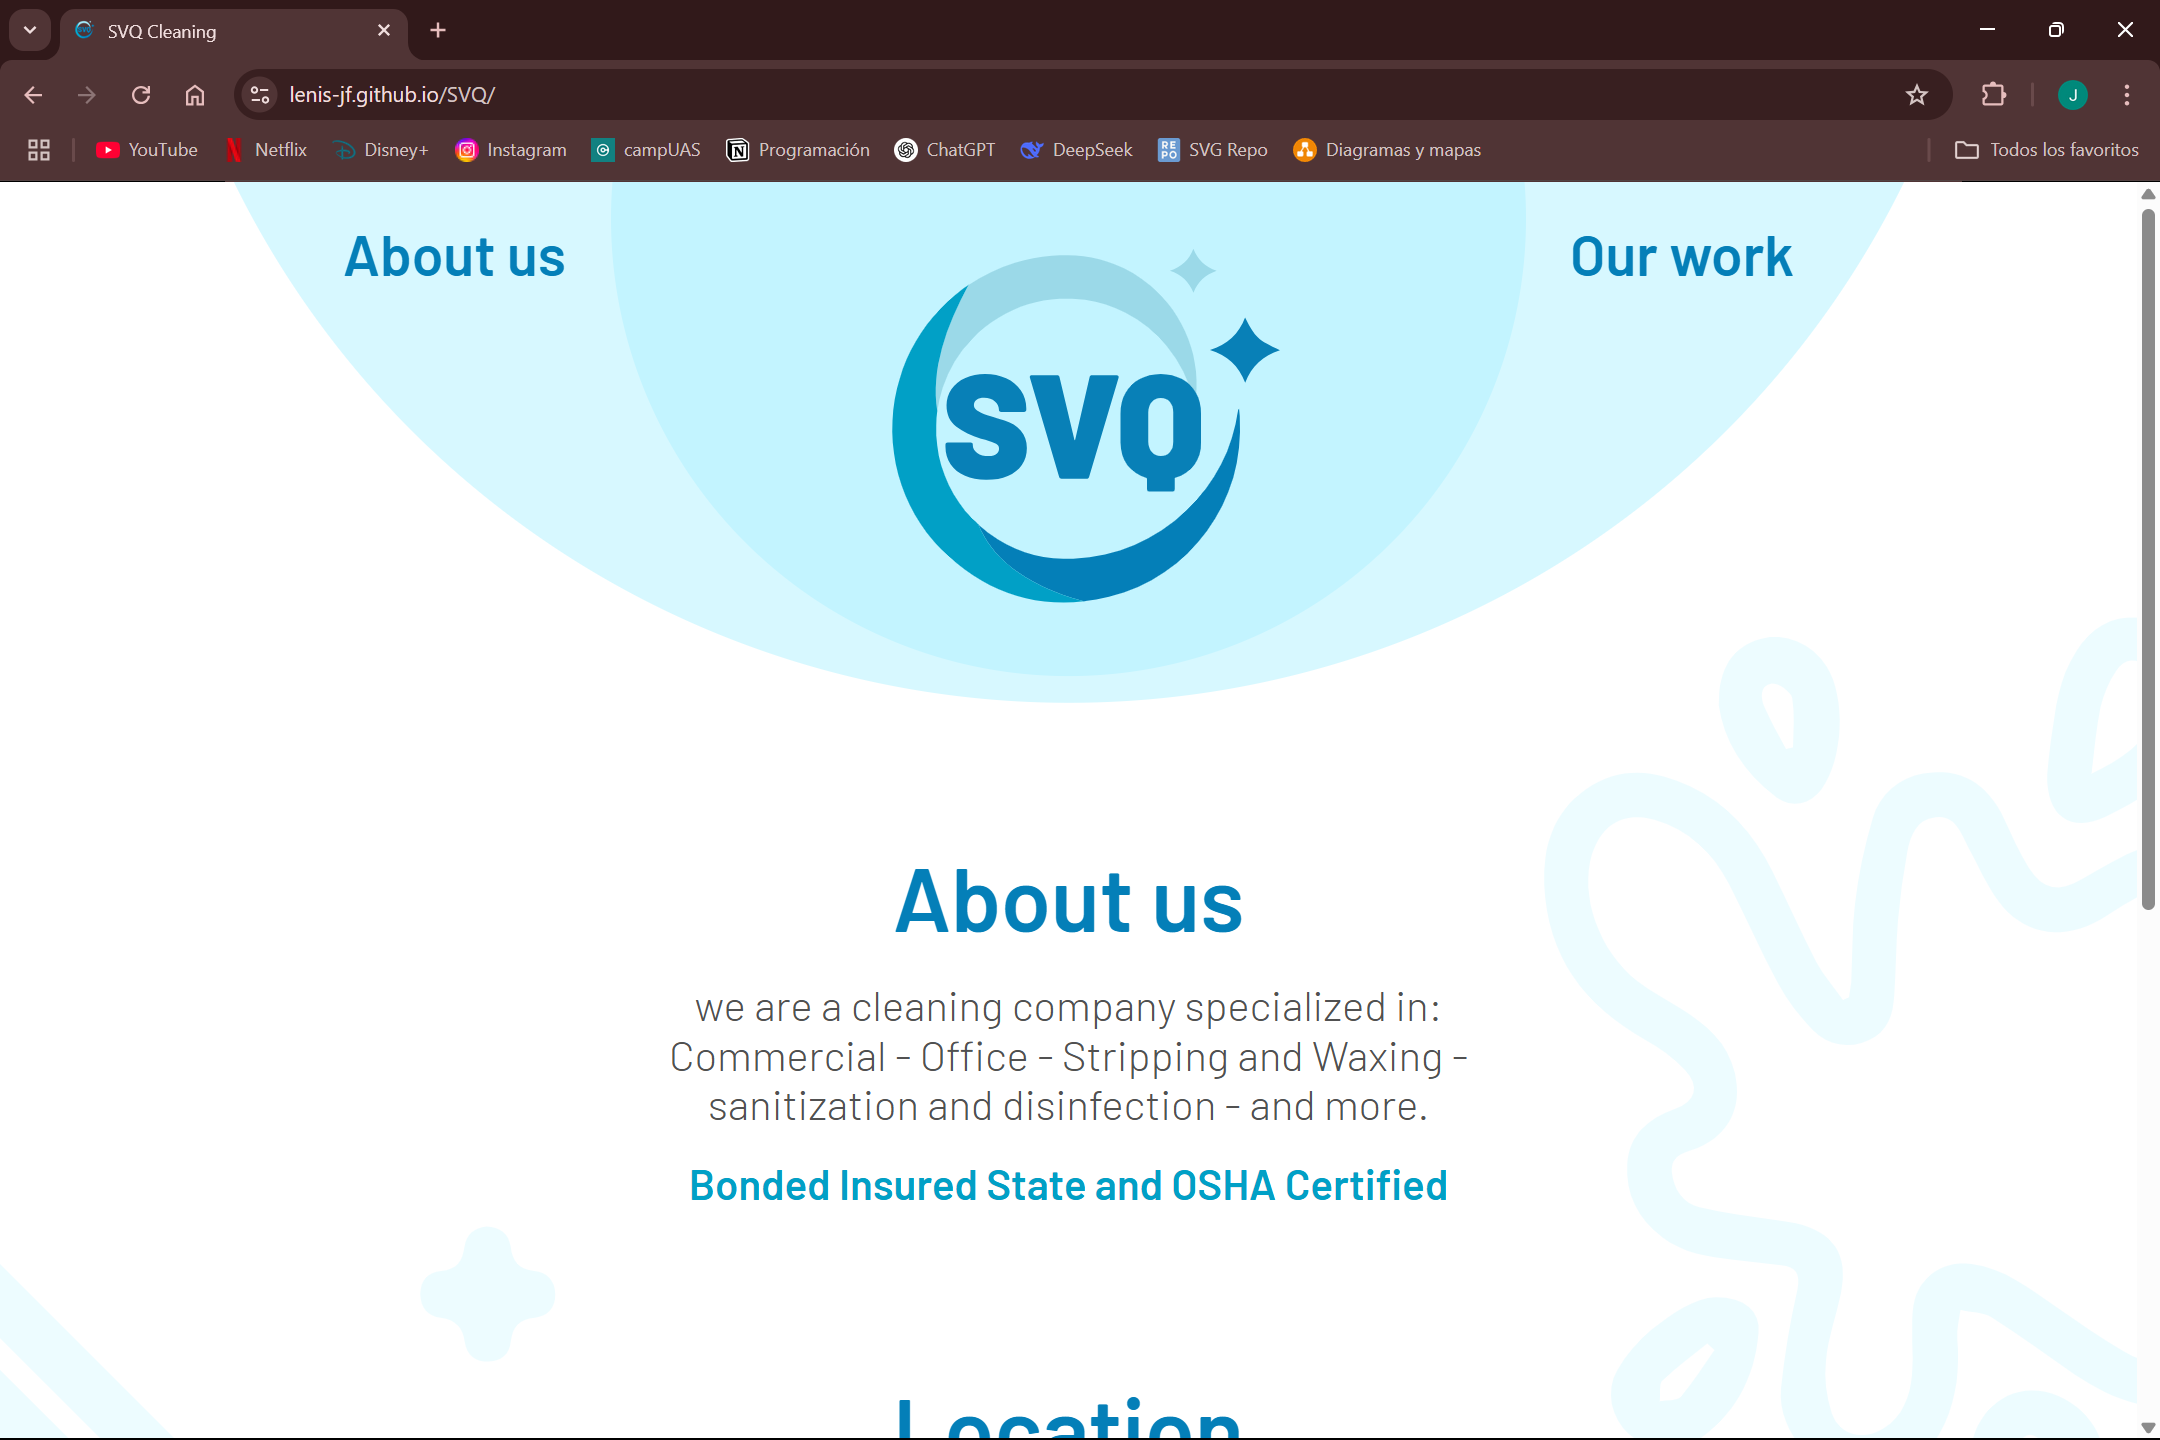 SVQ Cleaning
lenis-jf.github.io/SVQ/
J
YouTube Netflix Disney+ Instagram campUAS Programación ChatGPT DeepSeek SVG Repo Diagramas y mapas Todos los favoritos
About us
Our work
SVQ
About us
we are a cleaning company specialized in:
Commercial - Office - Stripping and Waxing -
sanitization and disinfection - and more.
Bonded Insured State and OSHA Certified
Location